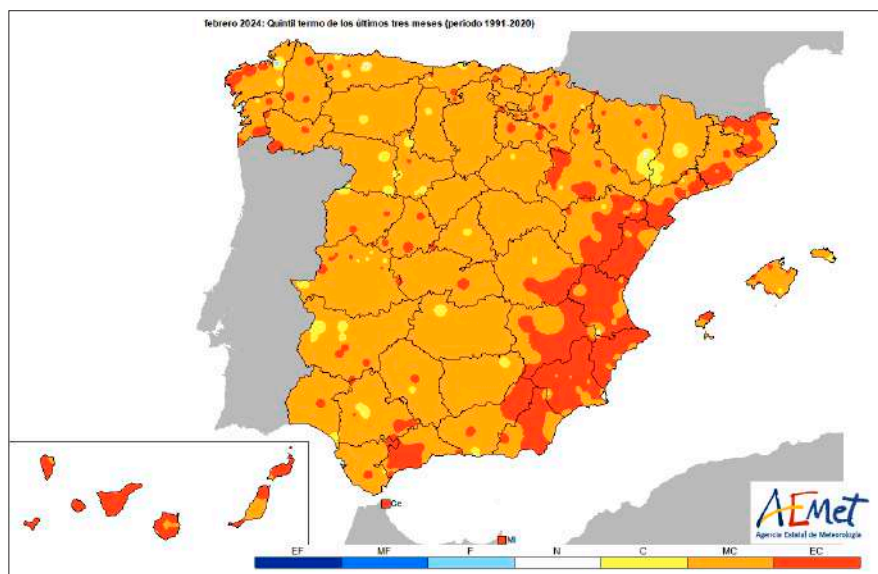 febrero 2024: Quintil termo de los últimos tres meses (periodo 1991-2020)
Ce
Ml
AEMet
Agencia Estatal de Meteorología
EF MF F N C MC EC